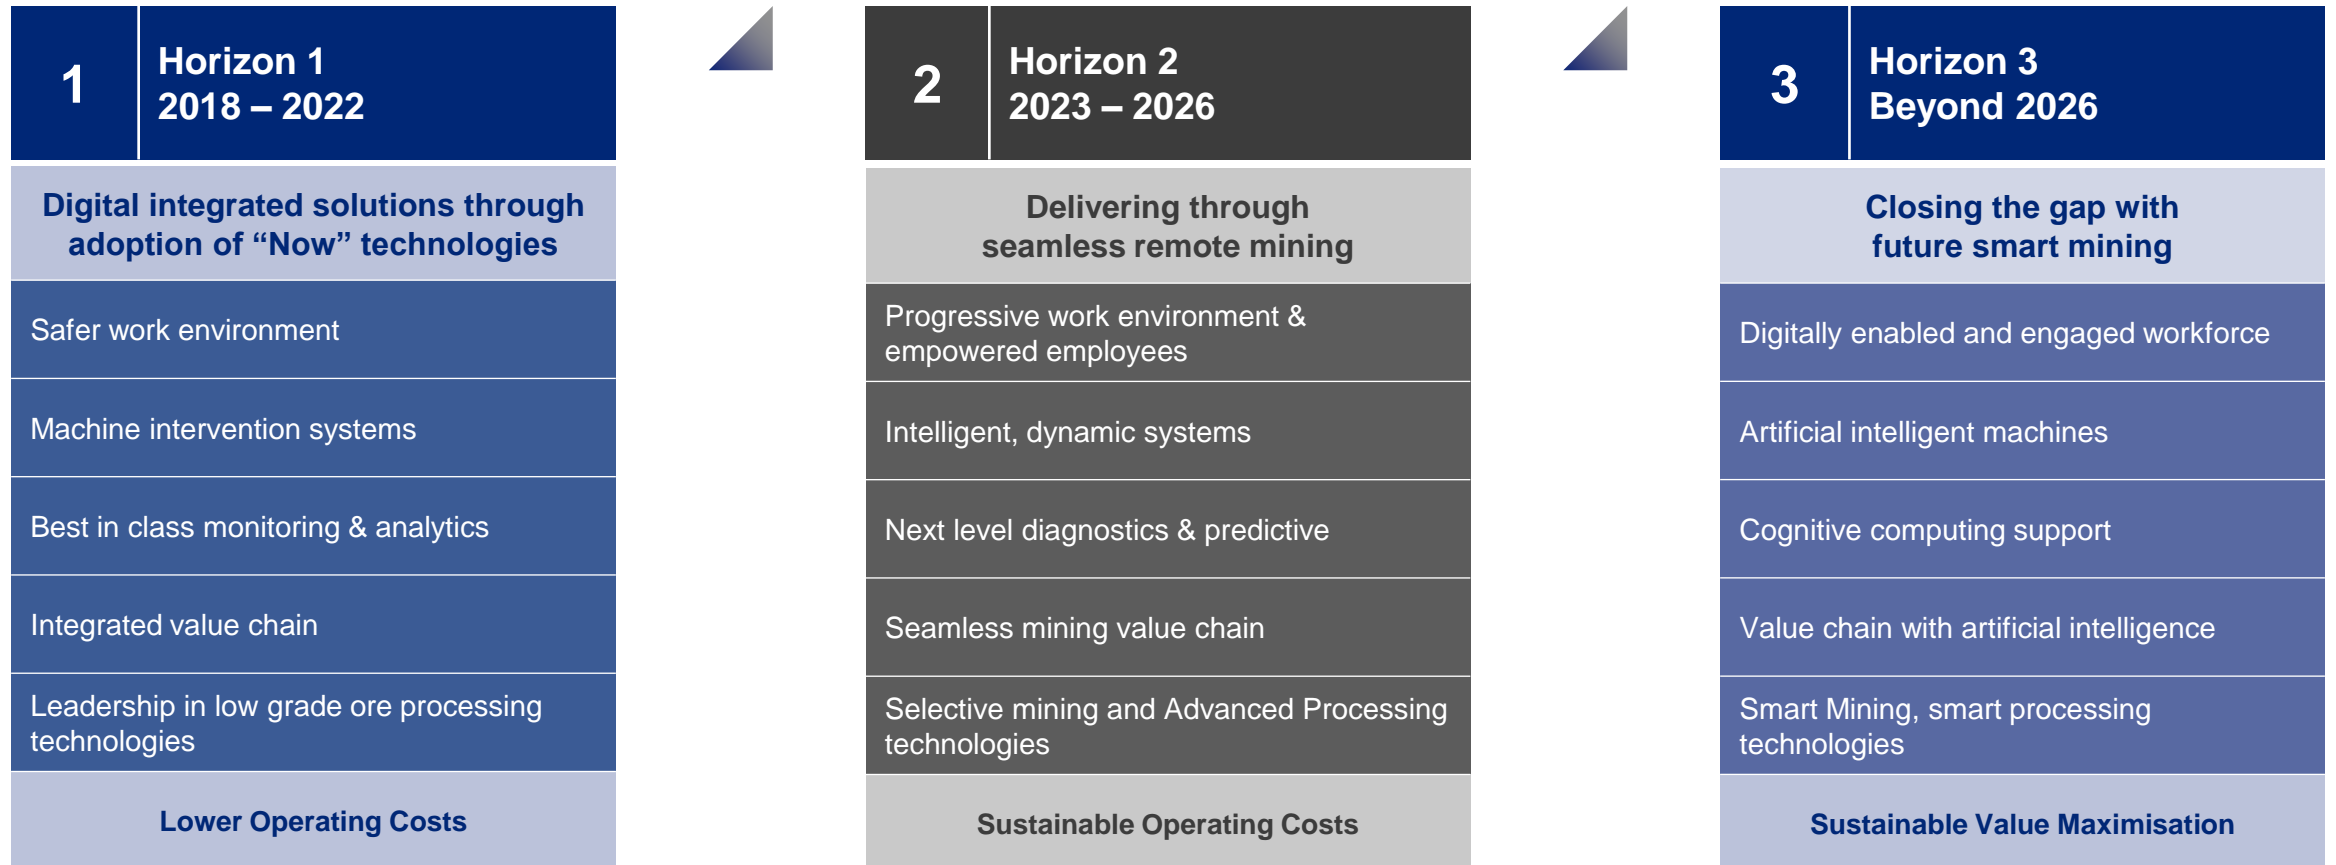 1
Horizon 1
2018 – 2022
Digital integrated solutions through
adoption of “Now” technologies
Safer work environment
Machine intervention systems
Best in class monitoring & analytics
Integrated value chain
Leadership in low grade ore processing
technologies
Lower Operating Costs
2
Horizon 2
2023 – 2026
Delivering through
seamless remote mining
Progressive work environment &
empowered employees
Intelligent, dynamic systems
Next level diagnostics & predictive
Seamless mining value chain
Selective mining and Advanced Processing
technologies
Sustainable Operating Costs
3
Horizon 3
Beyond 2026
Closing the gap with
future smart mining
Digitally enabled and engaged workforce
Artificial intelligent machines
Cognitive computing support
Value chain with artificial intelligence
Smart Mining, smart processing
technologies
Sustainable Value Maximisation